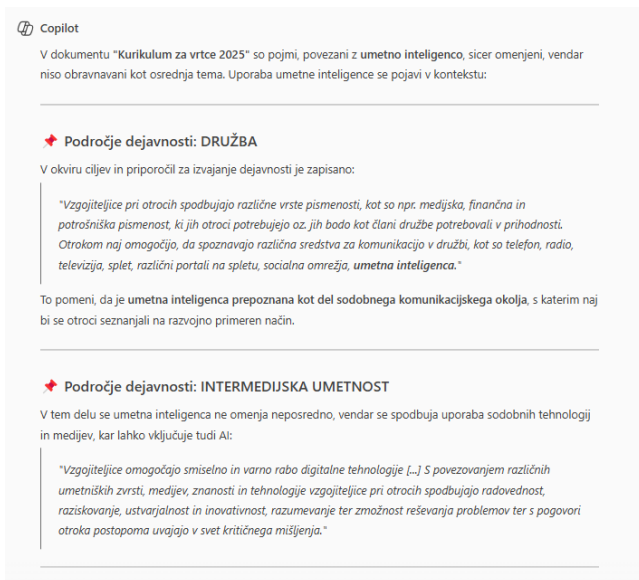 Copilot
V dokumentu "Kurikulum za vrtce 2025" so pojmi, povezani z umetno inteligenco, sicer omenjeni, vendar
niso obravnavani kot osrednja tema. Uporaba umetne inteligence se pojavi v kontekstu:
📌 Področje dejavnosti: DRUŽBA
V okviru ciljev in priporočil za izvajanje dejavnosti je zapisano:
"Vzgojiteljice pri otrocih spodbujajo različne vrste pismenosti, kot so npr. medijska, finančna in
potrošniška pismenost, ki jih otroci potrebujejo oz. jih bodo kot člani družbe potrebovali v prihodnosti.
Otrokom naj omogočijo, da spoznavajo različna sredstva za komunikacijo v družbi, kot so telefon, radio,
televizija, splet, različni portali na spletu, socialna omrežja, umetna inteligenca."
To pomeni, da je umetna inteligenca prepoznana kot del sodobnega komunikacijskega okolja, s katerim naj
bi se otroci seznanjali na razvojno primeren način.
📌 Področje dejavnosti: INTERMEDIJSKA UMETNOST
V tem delu se umetna inteligenca ne omenja neposredno, vendar se spodbuja uporaba sodobnih tehnologij
in medijev, kar lahko vključuje tudi AI:
"Vzgojiteljice omogočajo smiselno in varno rabo digitalne tehnologije [...] S povezovanjem različnih
umetniških zvrsti, medijev, znanosti in tehnologije vzgojiteljice pri otrocih spodbujajo radovednost,
raziskovanje, ustvarjalnost in inovativnost, razumevanje ter zmožnost reševanja problemov ter s pogovori
otroka postopoma uvajajo v svet kritičnega mišljenja."